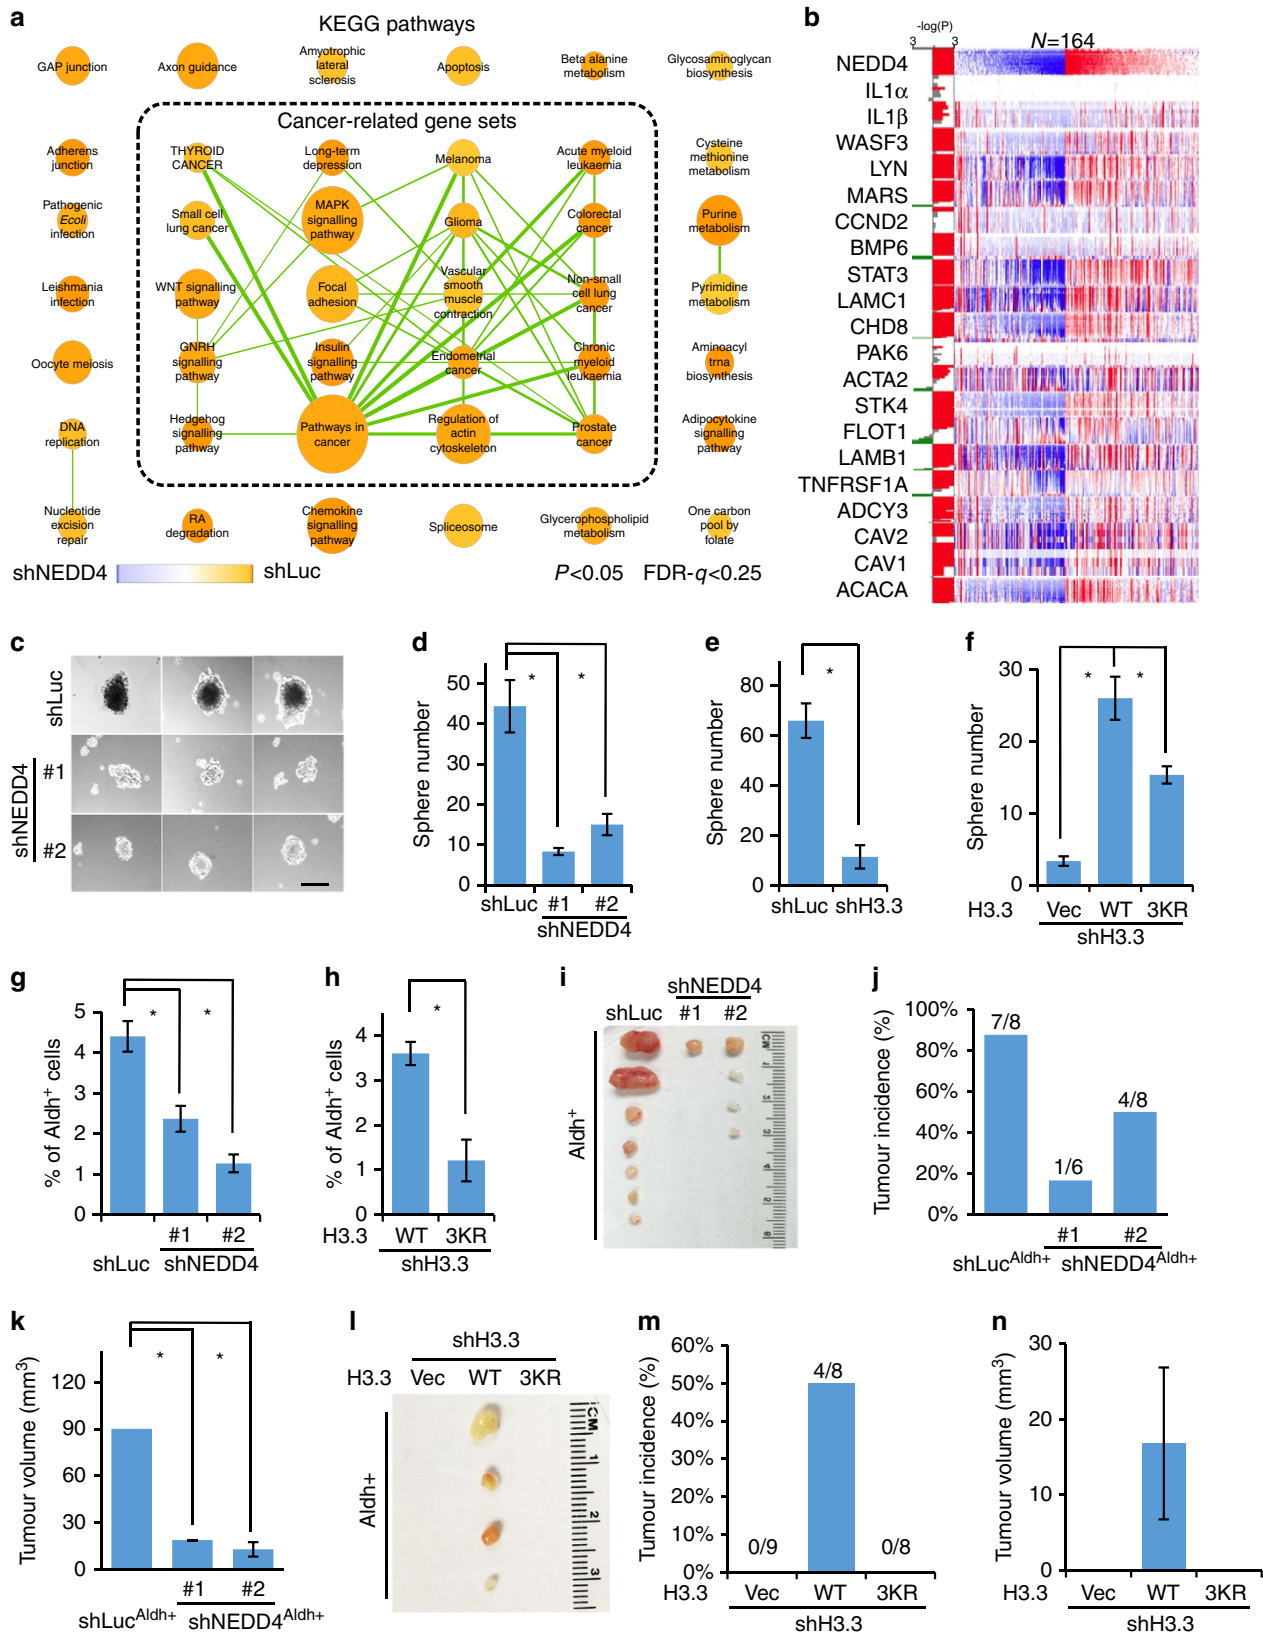 a
KEGG pathways
GAP junction
Axon guidance
Amyotrophic
lateral
sclerosis
Apoptosis
Beta alanine
metabolism
Glycosaminoglycan
biosynthesis
Cancer-related gene sets
Adherens
junction
THYROID
CANCER
Long-term
depression
Melanoma
Acute myeloid
leukaemia
Cysteine
methionine
metabolism
Pathogenic
Ecoli
infection
Small cell
lung cancer
MAPK
signalling
pathway
Glioma
Colorectal
cancer
Purine
metabolism
Leishmania
infection
WNT signalling
pathway
Focal
adhesion
Vascular
smooth
muscle
contraction
Non-small
cell lung
cancer
Pyrimidine
metabolism
Oocyte meiosis
GNRH
signalling
pathway
Insulin
signalling
pathway
Endometrial
cancer
Chronic
myeloid
leukaemia
Aminoacyl
trna
biosynthesis
DNA
replication
Hedgehog
signalling
pathway
Pathways in
cancer
Regulation of
actin
cytoskeleton
Prostate
cancer
Adipocytokine
signalling
pathway
Nucleotide
excision
repair
RA
degradation
Chemokine
signalling
pathway
Spliceosome
Glycerophospholipid
metabolism
One carbon
pool by
folate
shNEDD4
shLuc
P<0.05 FDR-q<0.25
b
-log(P)
3 3
N=164
NEDD4
IL1α
IL1β
WASF3
LYN
MARS
CCND2
BMP6
STAT3
LAMC1
CHD8
PAK6
ACTA2
STK4
FLOT1
LAMB1
TNFRSF1A
ADCY3
CAV2
CAV1
ACACA
c
shLuc
shNEDD4
#1
#2
d
Sphere number
50
40
30
20
10
0
* *
shLuc #1 #2
shNEDD4
e
Sphere number
80
60
40
20
0
*
shLuc shH3.3
f
Sphere number
30
20
10
0
* *
H3.3 Vec WT 3KR
shH3.3
g
% of Aldh+ cells
5
4
3
2
1
0
* *
#1 #2
shLuc shNEDD4
h
% of Aldh+ cells
4
3
2
1
0
*
H3.3 WT 3KR
shH3.3
i
shNEDD4
shLuc #1 #2
Aldh+
CM
j
Tumour incidence (%)
100%
80%
60%
40%
20%
0%
7/8
1/6
4/8
#1 #2
shLucAldh+ shNEDD4Aldh+
k
Tumour volume (mm3)
120
90
60
30
0
* *
#1 #2
shLucAldh+ shNEDD4Aldh+
l
shH3.3
H3.3 Vec WT 3KR
Aldh+
CM
1
2
3
m
Tumour incidence (%)
60%
50%
40%
30%
20%
10%
0%
0/9
4/8
0/8
H3.3 Vec WT 3KR
shH3.3
n
Tumour volume (mm3)
30
20
10
0
H3.3 Vec WT 3KR
shH3.3